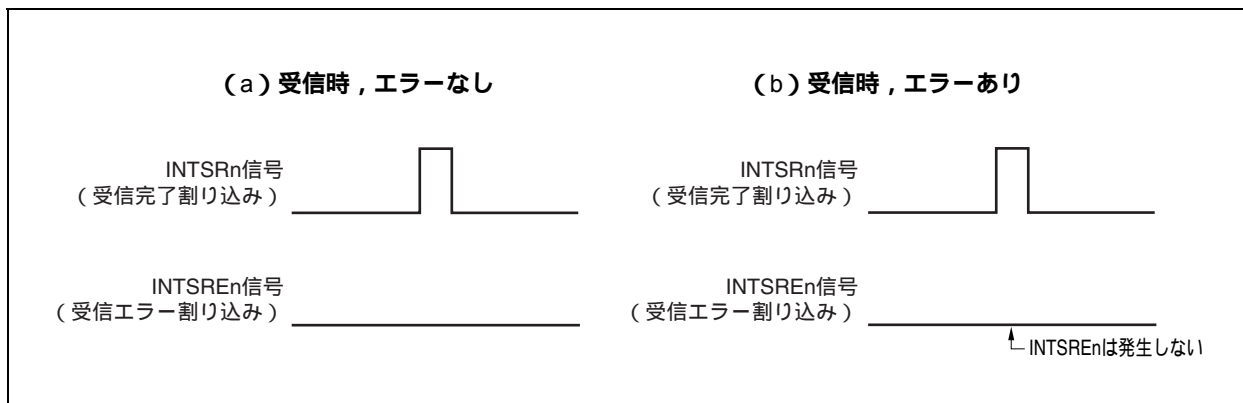 (a)受信時,エラーなし
INTSRn信号
(受信完了割り込み)
INTSREn信号
(受信エラー割り込み)
(b)受信時,エラーあり
INTSRn信号
(受信完了割り込み)
INTSREn信号
(受信エラー割り込み)
INTSREnは発生しない